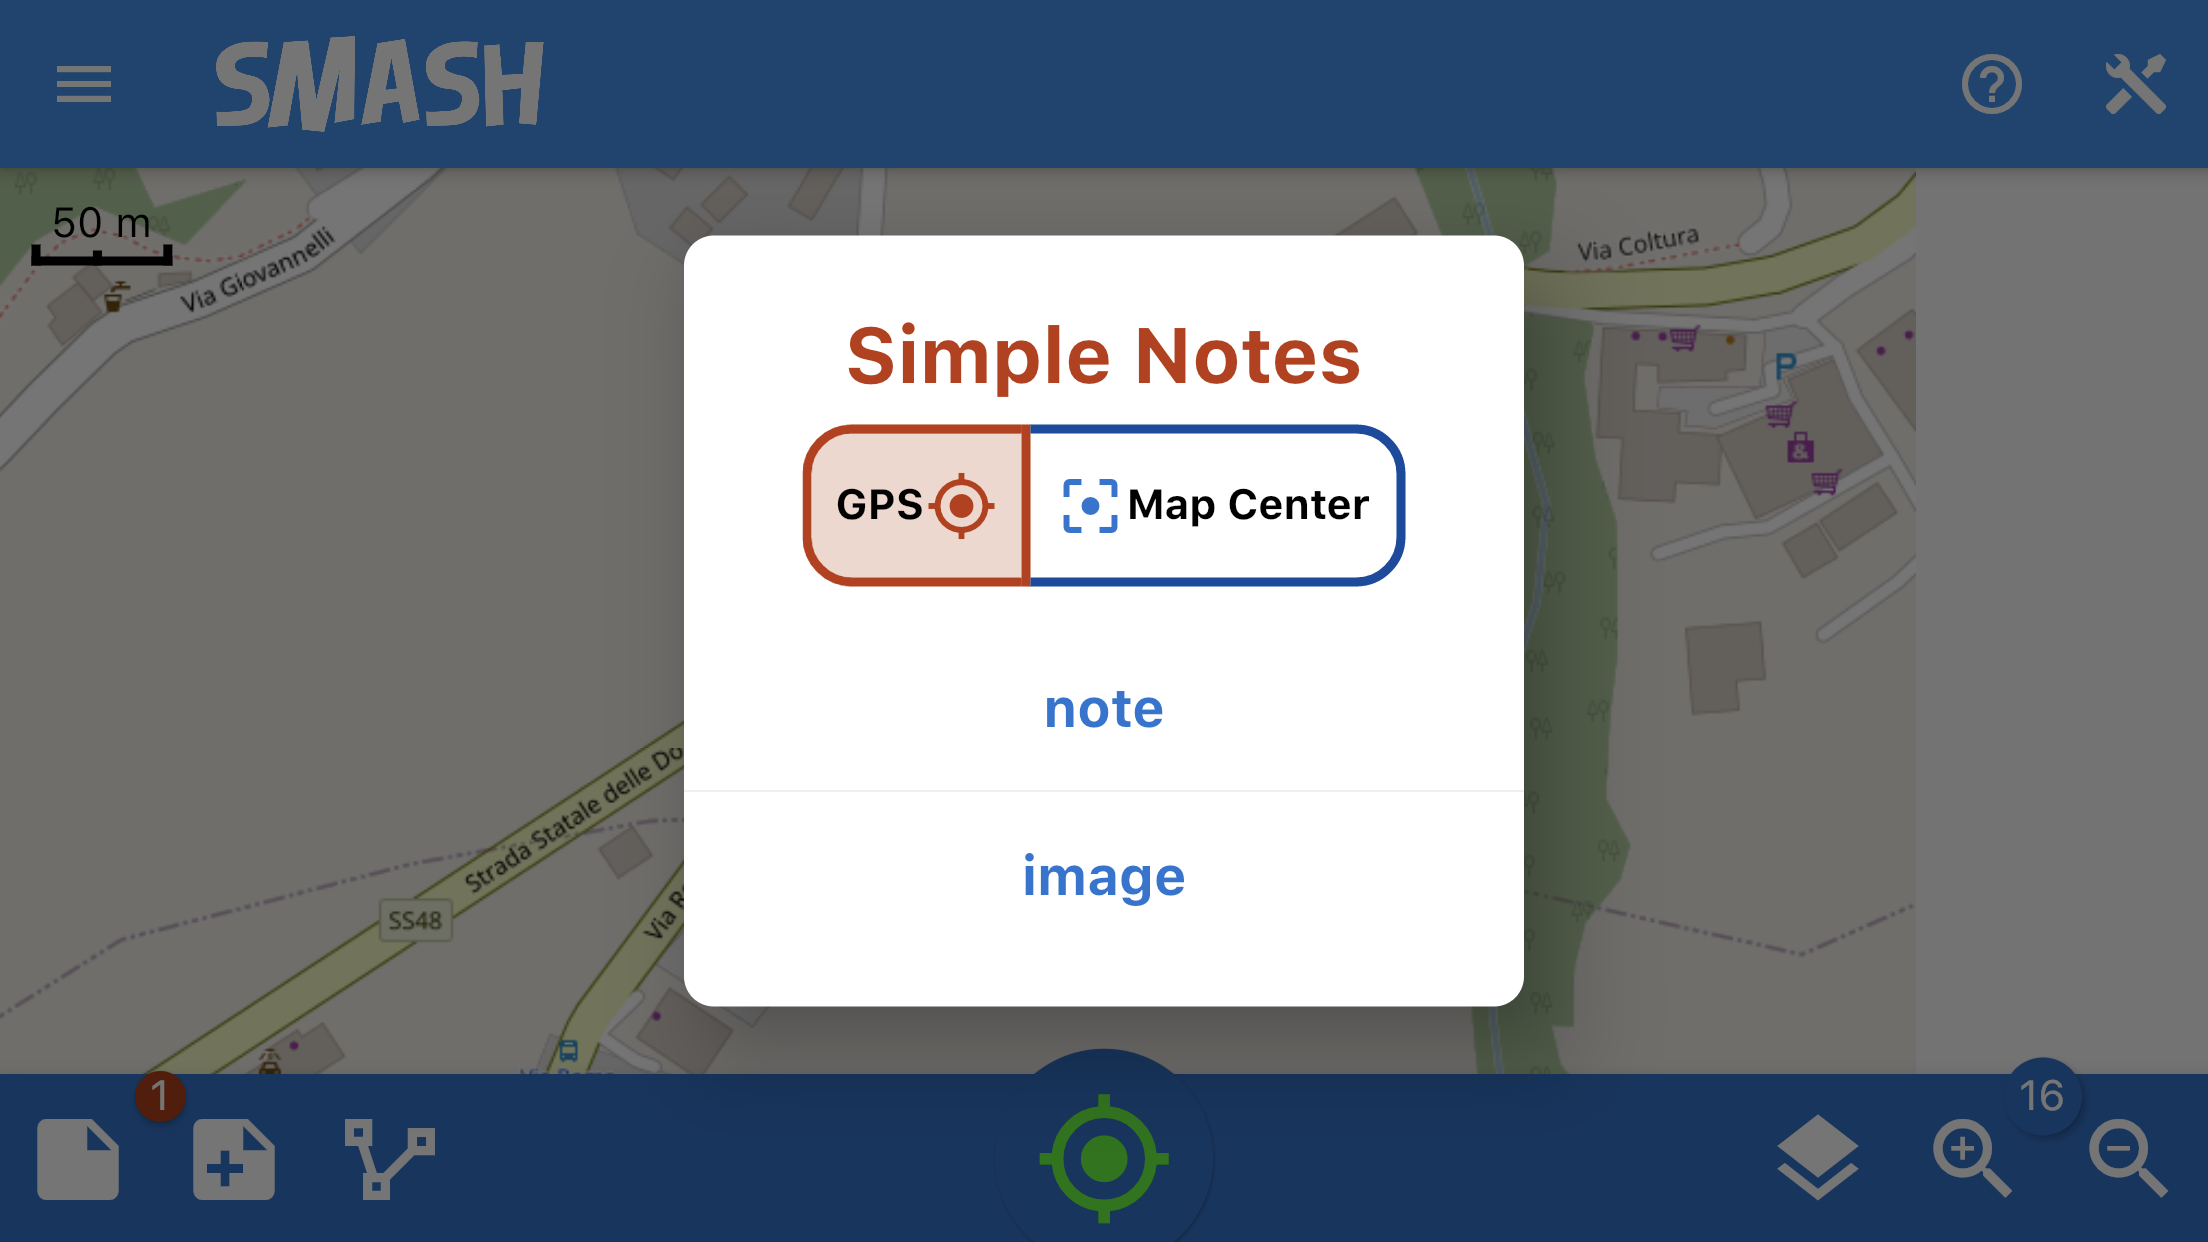 SMASH
50 m
Via Giovannelli
Via Coltura
Simple Notes
P
GPS
Map Center
&
note
Strada Statale delle
image
SS48
Via
1
16